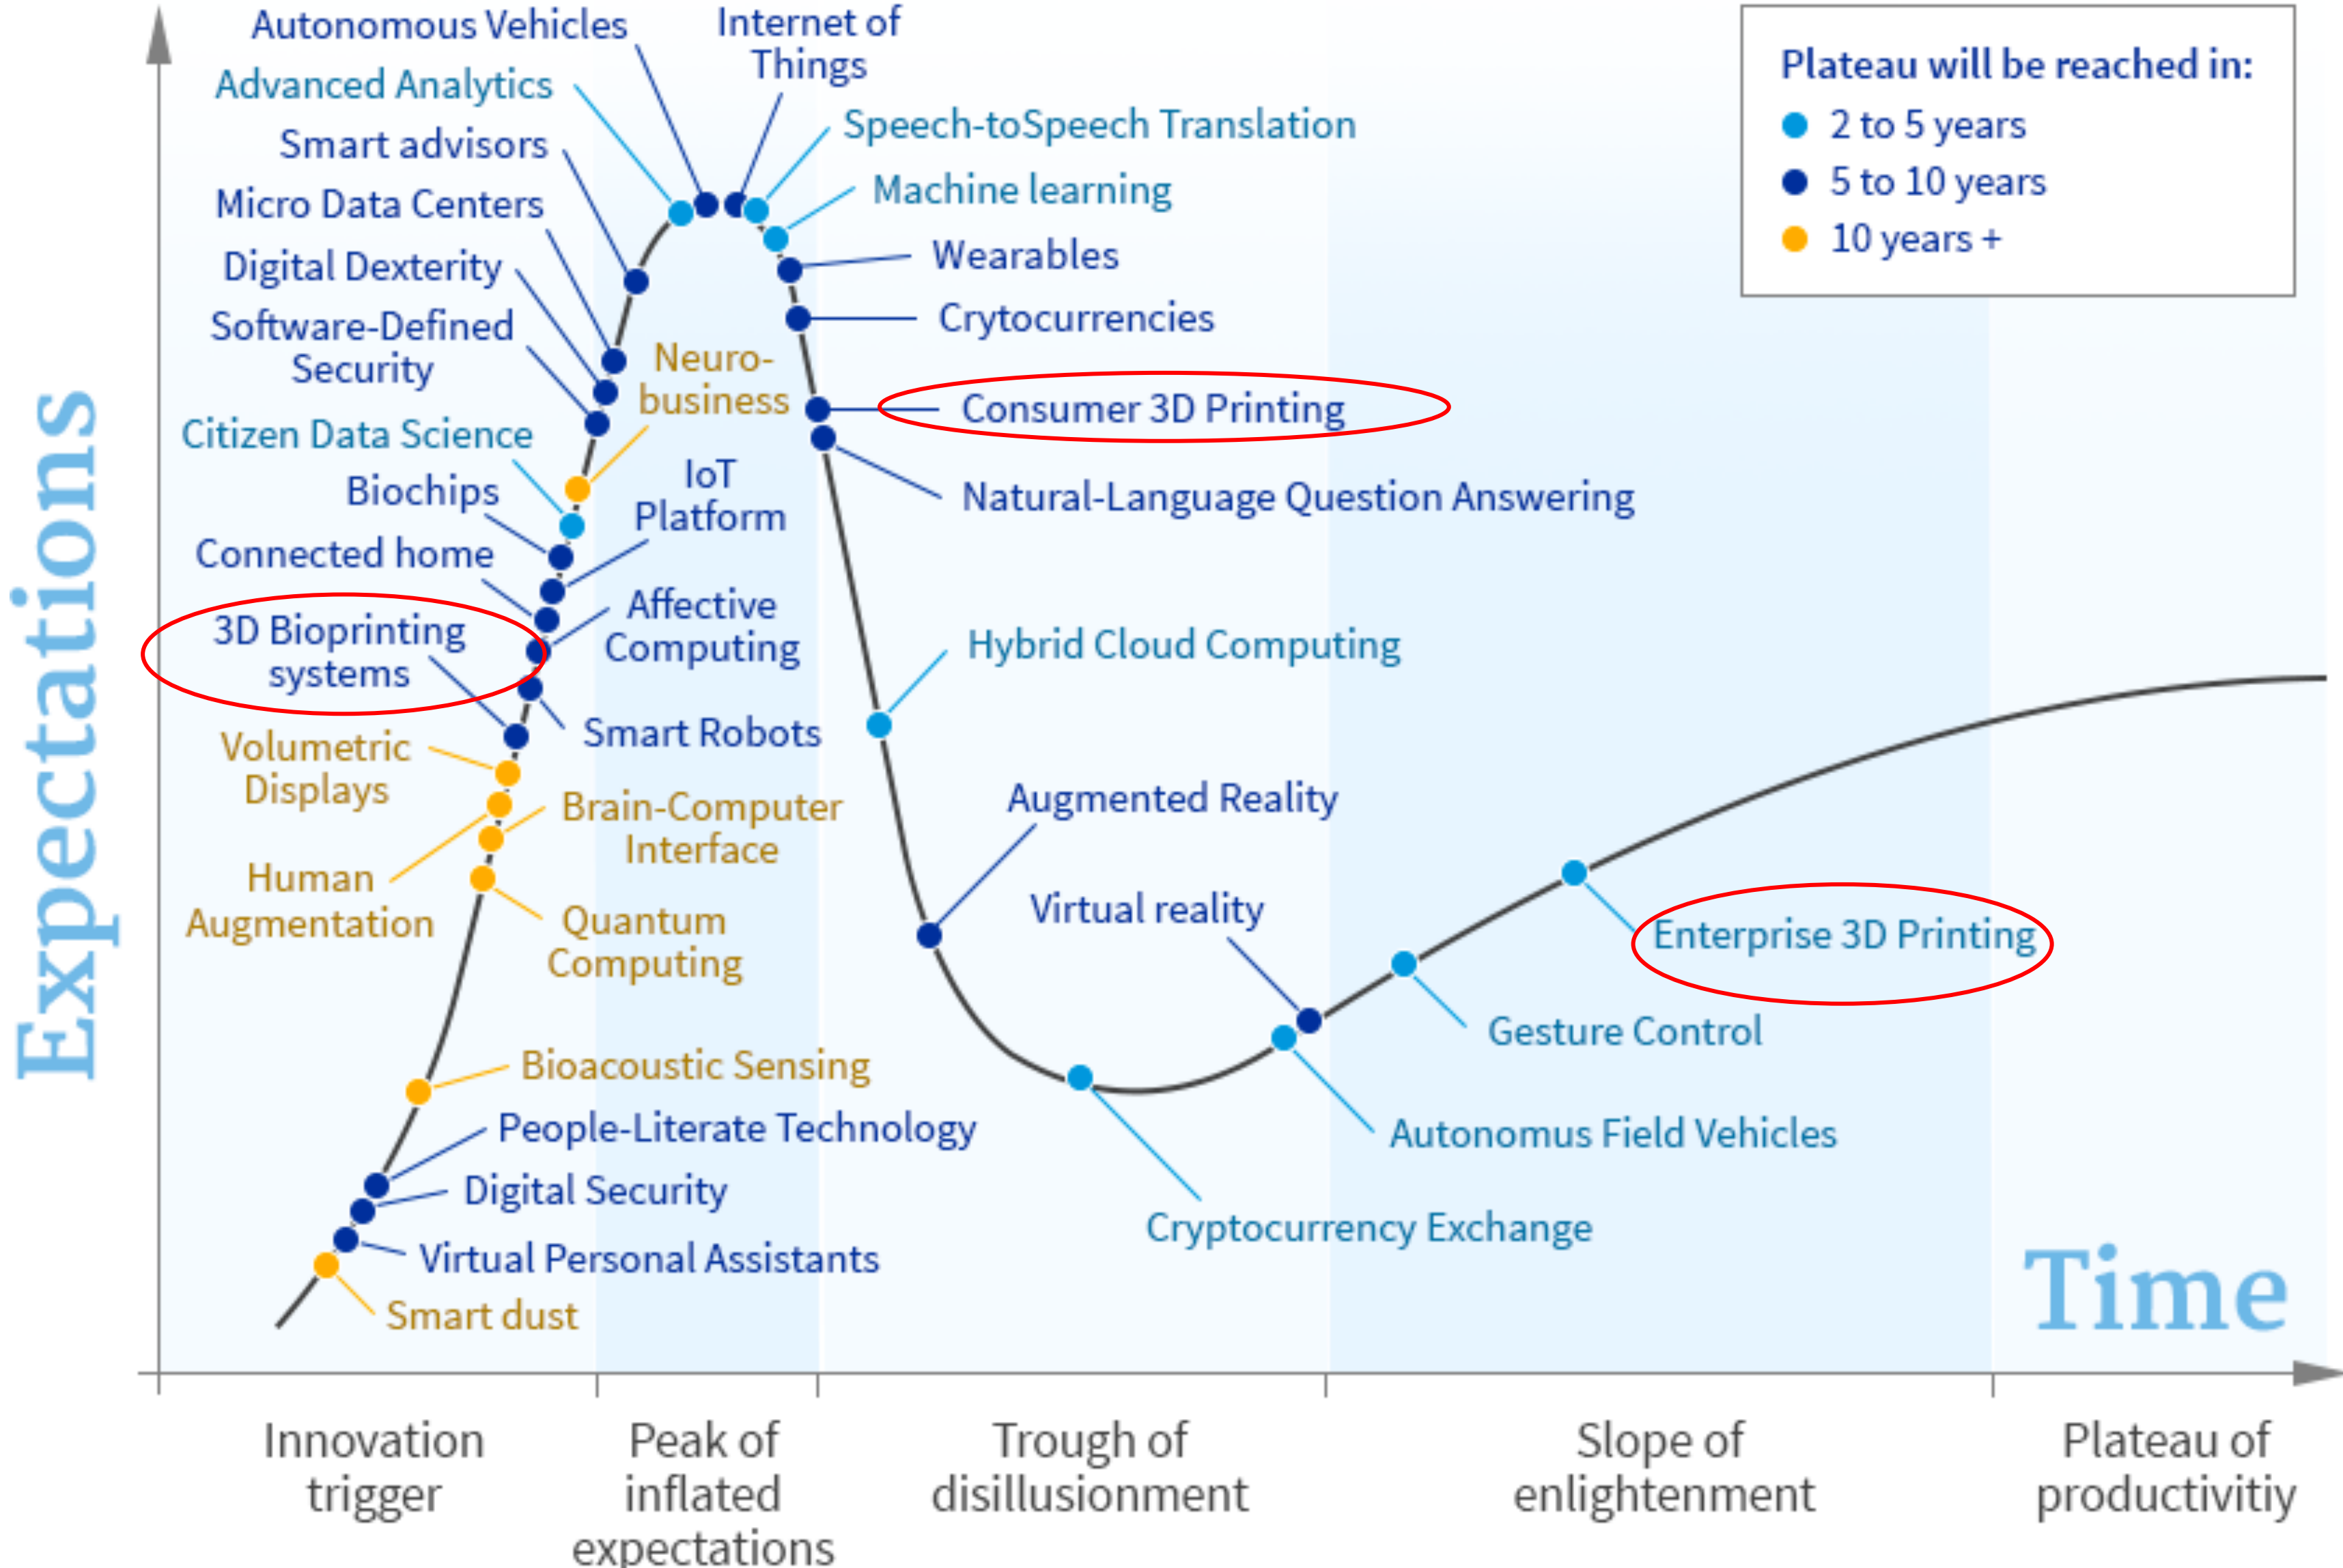 Autonomous Vehicles
Internet of
Things
Advanced Analytics
Speech-toSpeech Translation
Smart advisors
Machine learning
Micro Data Centers
Wearables
Digital Dexterity
Crytocurrencies
Software-Defined
Security
Neuro-
business
Consumer 3D Printing
Citizen Data Science
Natural-Language Question Answering
Biochips
IoT
Platform
Connected home
Affective
Computing
3D Bioprinting
systems
Hybrid Cloud Computing
Smart Robots
Volumetric
Displays
Brain-Computer
Interface
Augmented Reality
Human
Augmentation
Quantum
Computing
Virtual reality
Enterprise 3D Printing
Gesture Control
Bioacoustic Sensing
People-Literate Technology
Autonomus Field Vehicles
Digital Security
Cryptocurrency Exchange
Virtual Personal Assistants
Smart dust
Plateau will be reached in:
2 to 5 years
5 to 10 years
10 years +
Expectations
Time
Innovation
trigger
Peak of
inflated
expectations
Trough of
disillusionment
Slope of
enlightenment
Plateau of
productivitiy